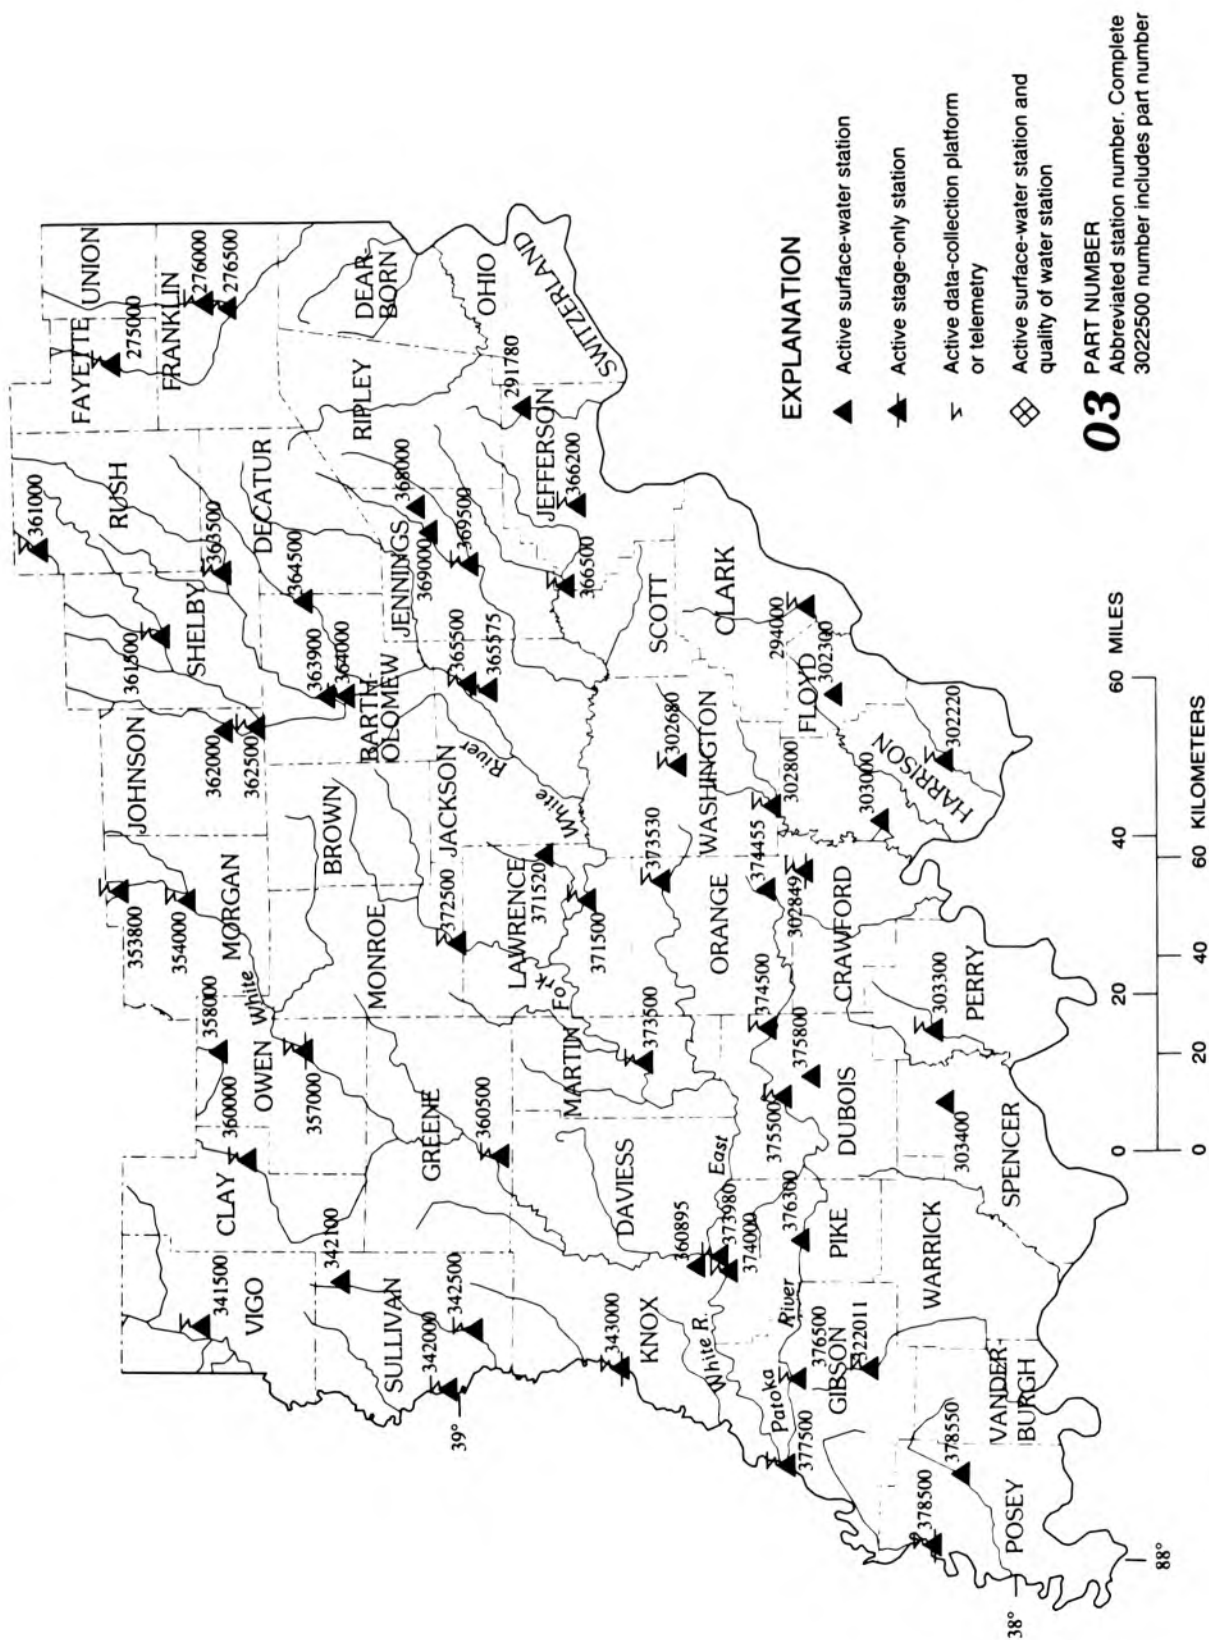 FAYETTE
UNION
275000
FRANKLIN
276000
276500
DEAR-
BORN
OHIO
SWITZERLAND
RIPLEY
291780
JEFFERSON
366200
361000
RUSH
363500
DECATUR
364500
368000
JENNINGS
369000
369500
366500
361500
SHELBY
363900
364000
BARTH-
OLOMEW
365500
365575
SCOTT
CLARK
294000
302300
FLOYD
JOHNSON
362000
362500
BROWN
JACKSON
River
White
302680
WASHINGTON
302800
303000
HARRISON
302220
353800
354000
MORGAN
White
MONROE
372500
LAWRENCE
371520
371500
Fork
373530
ORANGE
374455
302849
CRAWFORD
358000
360000
OWEN
357000
GREENE
360500
MARTIN
373500
374500
375800
375500
DUBOIS
303300
PERRY
303400
SPENCER
CLAY
342100
DAVIESS
East
360895
373980
374000
376300
PIKE
WARRICK
341500
VIGO
SULLIVAN
342000
342500
39°
343000
KNOX
White R.
Patoka
River
376500
GIBSON
322011
377500
VANDER-
BURGH
378550
378500
POSEY
38°
88°
0 20 40 60 MILES
0 20 40 60 KILOMETERS
EXPLANATION
Active surface-water station
Active stage-only station
Active data-collection platform
or telemetry
Active surface-water station and
quality of water station
03 PART NUMBER
Abbreviated station number. Complete
3022500 number includes part number